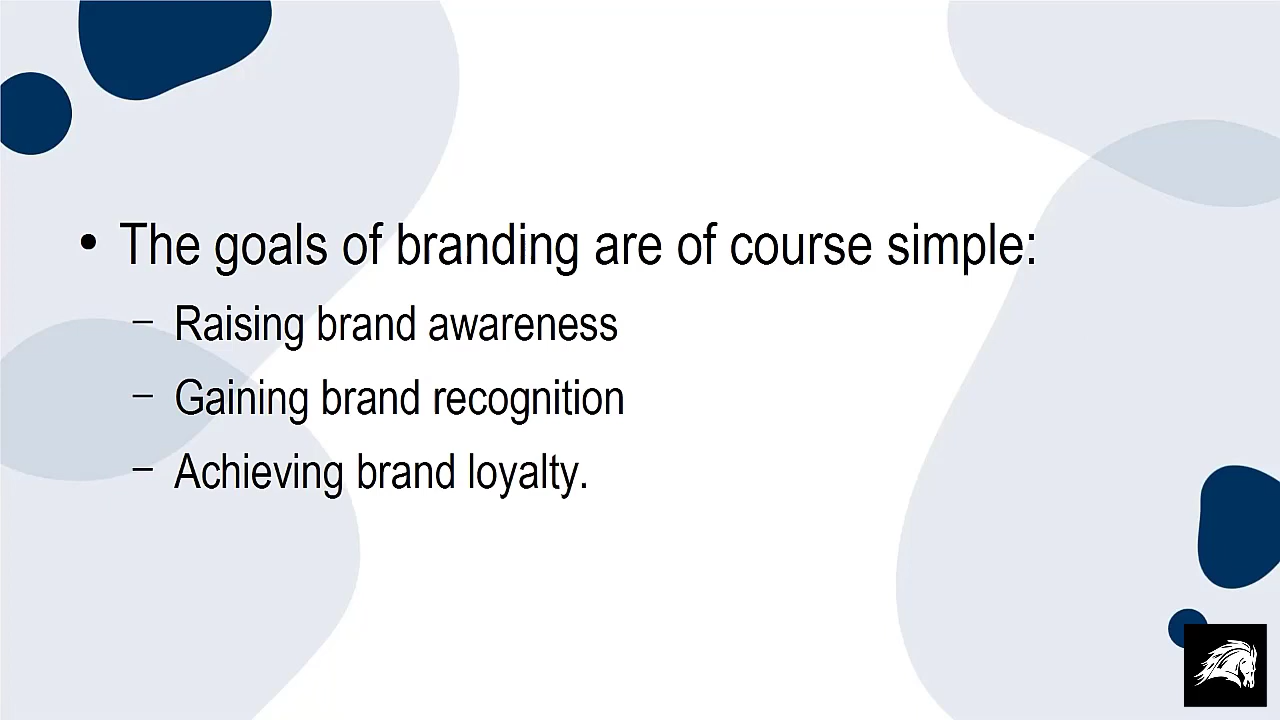 • The goals of branding are of course simple:
– Raising brand awareness
– Gaining brand recognition
– Achieving brand loyalty.